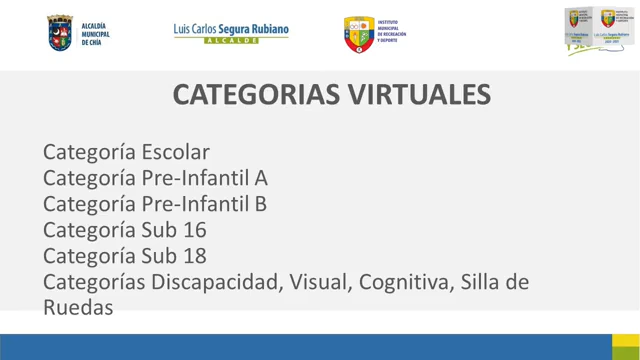 ALCALDÍA
MUNICIPAL
DE CHÍA
Luis Carlos Segura Rubiano
ALCALDE
INSTITUTO
MUNICIPAL
DE RECREACIÓN
Y DEPORTE
CATEGORIAS VIRTUALES
Categoría Escolar
Categoría Pre-Infantil A
Categoría Pre-Infantil B
Categoría Sub 16
Categoría Sub 18
Categorías Discapacidad, Visual, Cognitiva, Silla de
Ruedas